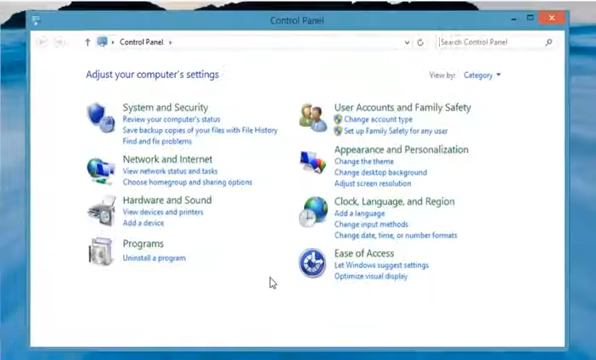 Control Panel
Control Panel
Search Control Panel
Adjust your computer's settings
View by: Category
System and Security
Review your computer's status
Save backup copies of your files with File History
Find and fix problems
Network and Internet
View network status and tasks
Choose homegroup and sharing options
Hardware and Sound
View devices and printers
Add a device
Programs
Uninstall a program
User Accounts and Family Safety
Change account type
Set up Family Safety for any user
Appearance and Personalization
Change the theme
Change desktop background
Adjust screen resolution
Clock, Language, and Region
Add a language
Change input methods
Change date, time, or number formats
Ease of Access
Let Windows suggest settings
Optimize visual display